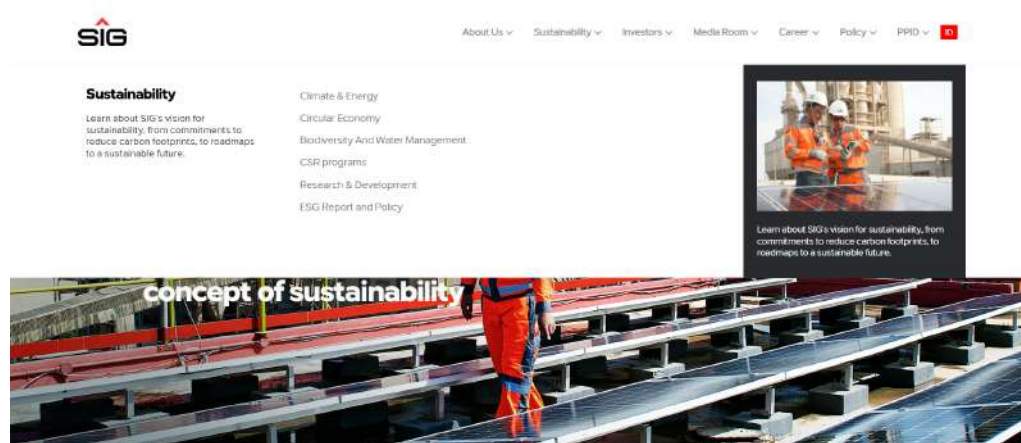 SIG
About Us
Sustainability
Investors
Media Room
Career
Policy
PPID
ID
Sustainability
Learn about SIG's vision for
sustainability, from commitments to
reduce carbon footprints, to roadmaps
to a sustainable future.
Climate & Energy
Circular Economy
Biodiversity And Water Management
CSR programs
Research & Development
ESG Report and Policy
Learn about SIG's vision for sustainability, from
commitments to reduce carbon footprints, to
roadmaps to a sustainable future.
concept of sustainability